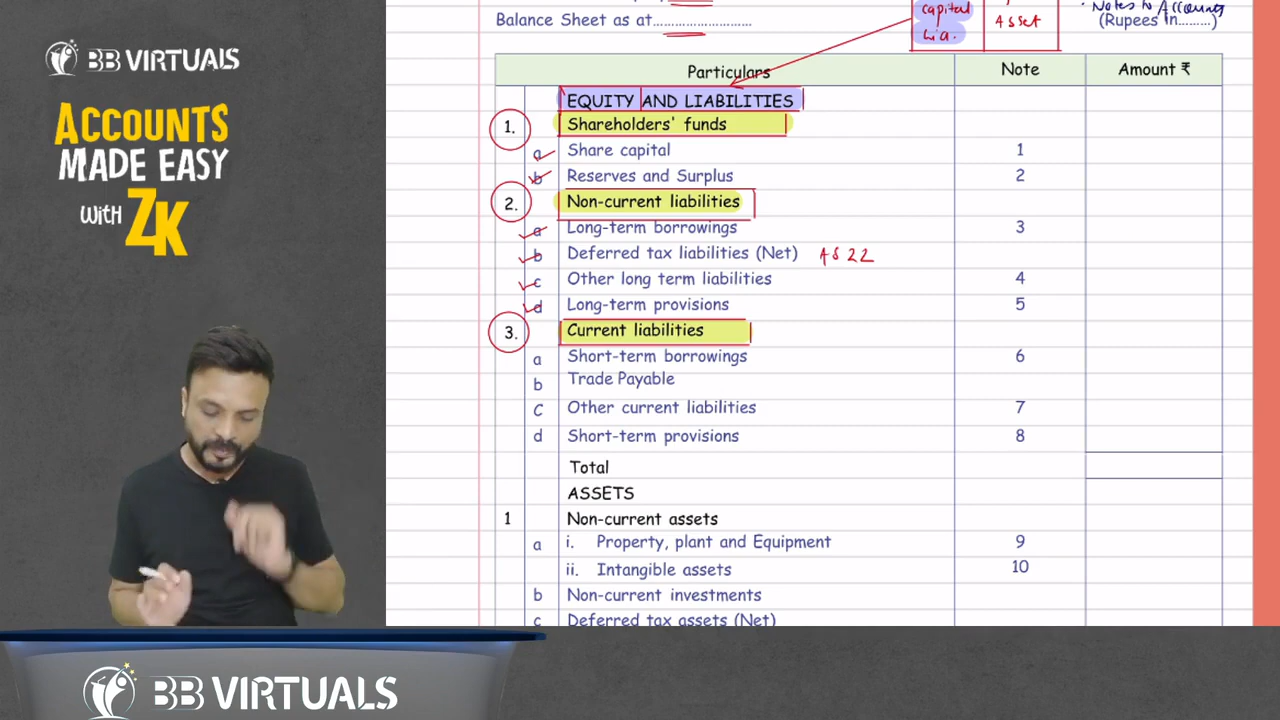 BB VIRTUALS
ACCOUNTS
MADE EASY
with ZK
capital
Lia.
Asset
Notes to Accounts
Balance Sheet as at..............................
(Rupees in.........)
Particulars Note Amount ₹
EQUITY AND LIABILITIES
1. Shareholders' funds
a Share capital 1
b Reserves and Surplus 2
2. Non-current liabilities
a Long-term borrowings 3
b Deferred tax liabilities (Net) AS 22
c Other long term liabilities 4
d Long-term provisions 5
3. Current liabilities
a Short-term borrowings 6
b Trade Payable
C Other current liabilities 7
d Short-term provisions 8
Total
ASSETS
1 Non-current assets
a i. Property, plant and Equipment 9
ii. Intangible assets 10
b Non-current investments
c Deferred tax assets (Net)
BB VIRTUALS